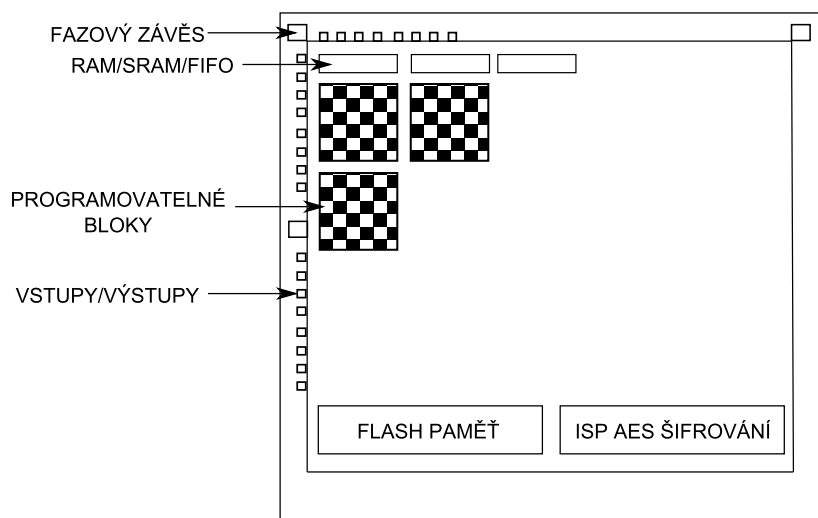 FAZOVÝ ZÁVĚS
RAM/SRAM/FIFO
PROGRAMOVATELNÉ
BLOKY
VSTUPY/VÝSTUPY
FLASH PAMĚŤ
ISP AES ŠIFROVÁNÍ